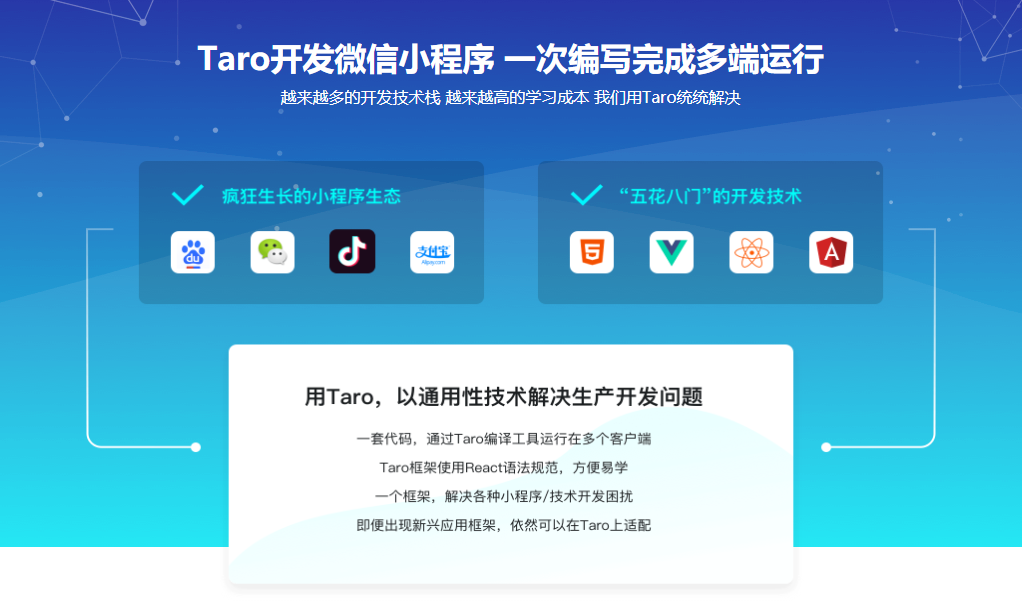 Taro开发微信小程序 一次编写完成多端运行
越来越多的开发技术栈 越来越高的学习成本 我们用Taro统统解决
疯狂生长的小程序生态
“五花八门”的开发技术
du
支付宝
Alipay.com
5
A
用Taro，以通用性技术解决生产开发问题
一套代码，通过Taro编译工具运行在多个客户端
Taro框架使用React语法规范，方便易学
一个框架，解决各种小程序/技术开发困扰
即便出现新兴应用框架，依然可以在Taro上适配